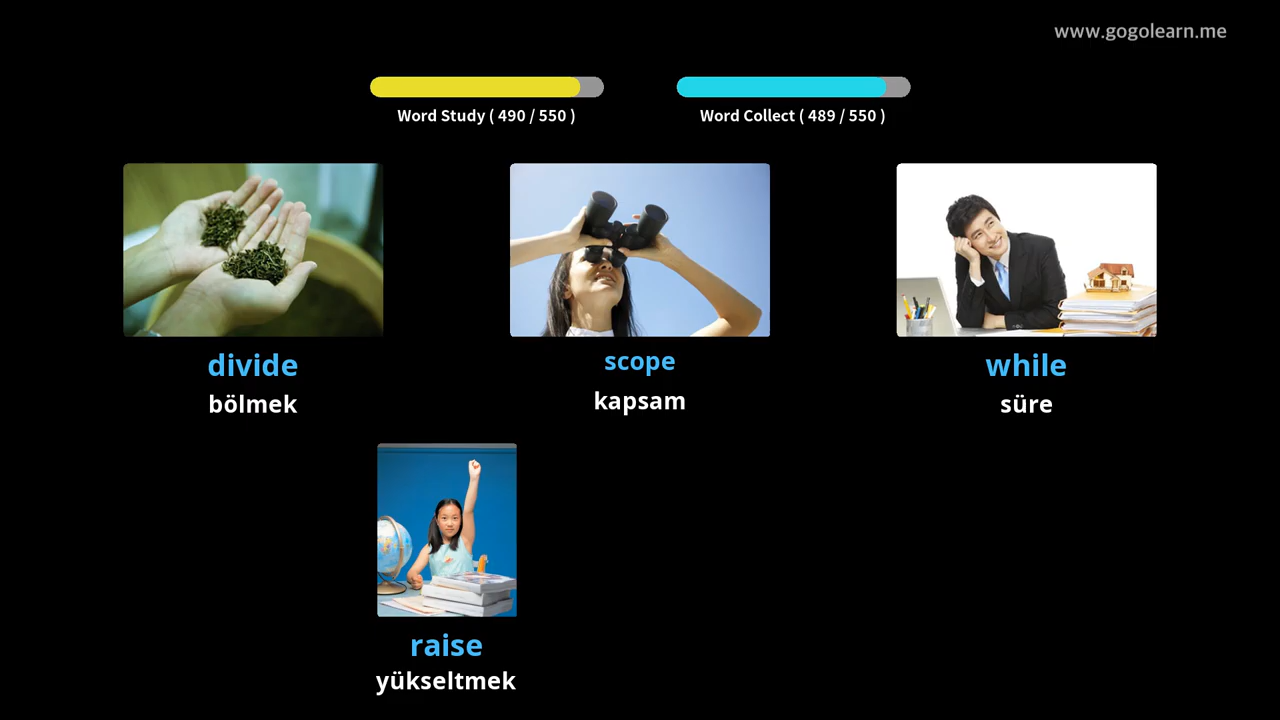 www.gogolearn.me
Word Study ( 490 / 550 )
Word Collect ( 489 / 550 )
divide
bölmek
scope
kapsam
while
süre
raise
yükseltmek